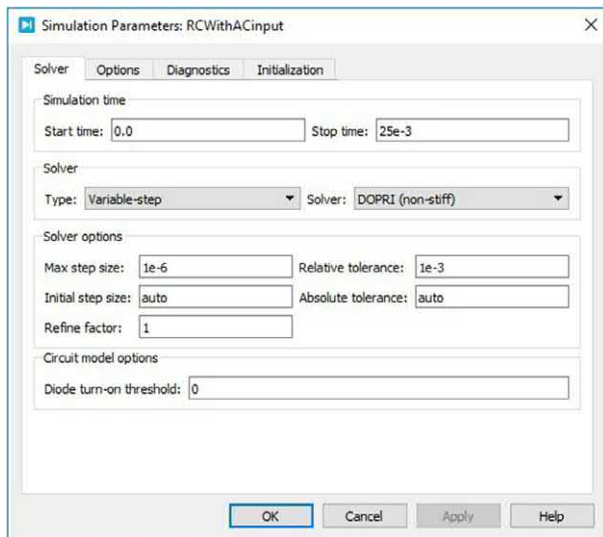 Simulation Parameters: RCWithACinput
Solver Options Diagnostics Initialization
Simulation time
Start time: 0.0 Stop time: 25e-3
Solver
Type: Variable-step Solver: DOPRI (non-stiff)
Solver options
Max step size: 1e-6 Relative tolerance: 1e-3
Initial step size: auto Absolute tolerance: auto
Refine factor: 1
Circuit model options
Diode turn-on threshold: 0
OK Cancel Apply Help